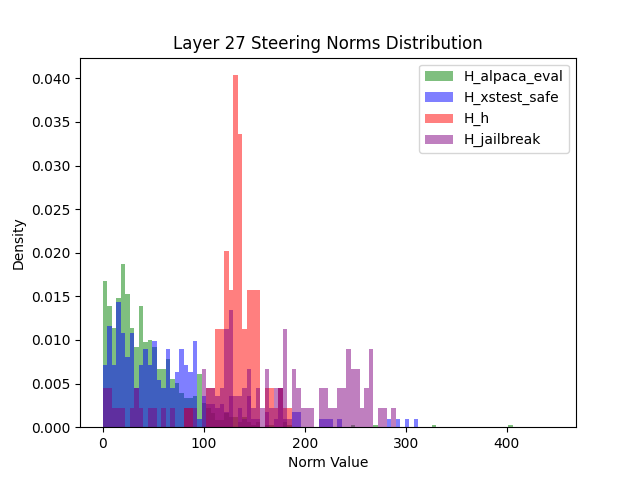 Layer 27 Steering Norms Distribution
H_alpaca_eval
H_xstest_safe
H_h
H_jailbreak
0.040
0.035
0.030
0.025
0.020
0.015
0.010
0.005
0.000
Density
0 100 200 300 400
Norm Value